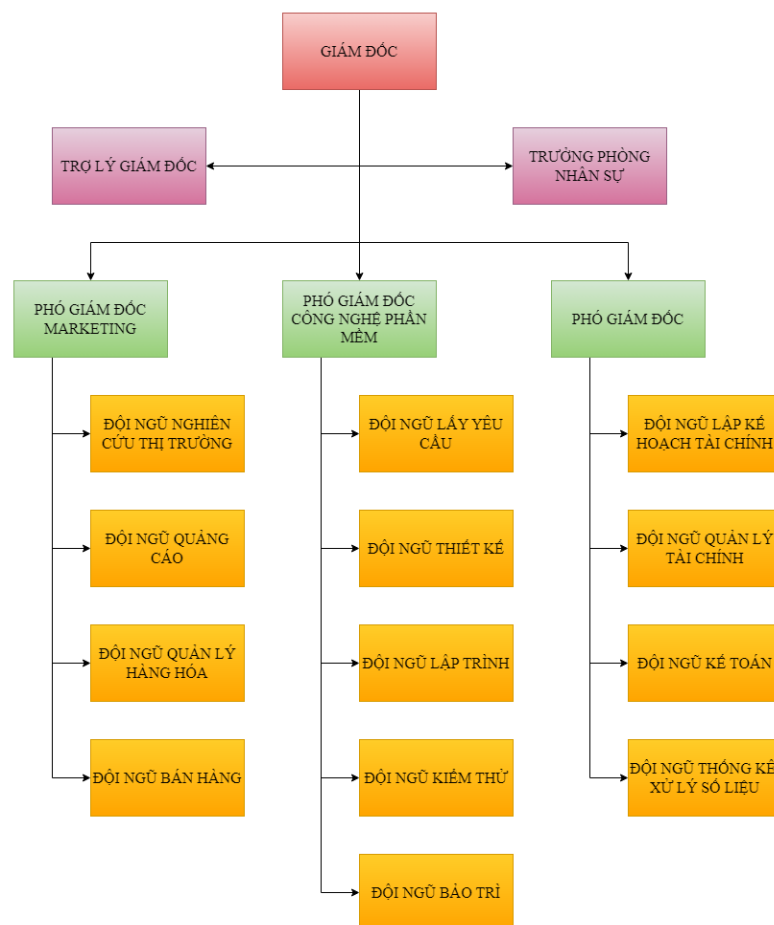 GIÁM ĐỐC
TRỢ LÝ GIÁM ĐỐC
TRƯỞNG PHÒNG
NHÂN SỰ
PHÓ GIÁM ĐỐC
MARKETING
PHÓ GIÁM ĐỐC
CÔNG NGHỆ PHẦN
MỀM
PHÓ GIÁM ĐỐC
ĐỘI NGŨ NGHIÊN
CỨU THỊ TRƯỜNG
ĐỘI NGŨ QUẢNG
CÁO
ĐỘI NGŨ QUẢN LÝ
HÀNG HÓA
ĐỘI NGŨ BÁN HÀNG
ĐỘI NGŨ LẤY YÊU
CẦU
ĐỘI NGŨ THIẾT KẾ
ĐỘI NGŨ LẬP TRÌNH
ĐỘI NGŨ KIỂM THỬ
ĐỘI NGŨ BẢO TRÌ
ĐỘI NGŨ LẬP KẾ
HOẠCH TÀI CHÍNH
ĐỘI NGŨ QUẢN LÝ
TÀI CHÍNH
ĐỘI NGŨ KẾ TOÁN
ĐỘI NGŨ THỐNG KÊ
XỬ LÝ SỐ LIỆU